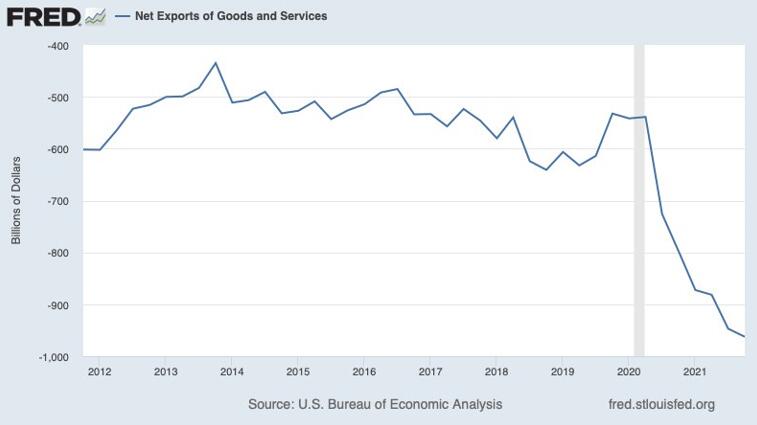 FRED
Net Exports of Goods and Services
-400
-500
-600
-700
-800
-900
-1,000
Billions of Dollars
2012 2013 2014 2015 2016 2017 2018 2019 2020 2021
Source: U.S. Bureau of Economic Analysis
fred.stlouisfed.org